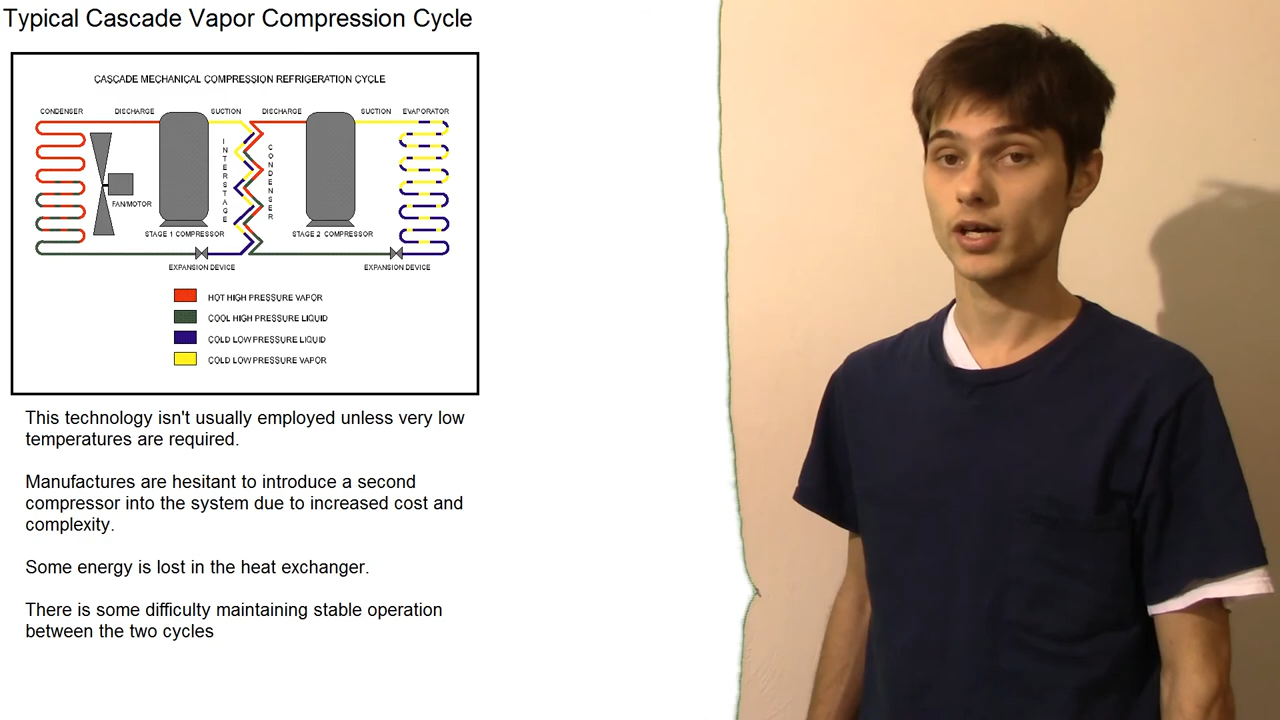 Typical Cascade Vapor Compression Cycle
CASCADE MECHANICAL COMPRESSION REFRIGERATION CYCLE
CONDENSER DISCHARGE SUCTION DISCHARGE SUCTION EVAPORATOR
INTERSTAGE
CONDENSER
FAN/MOTOR
STAGE 1 COMPRESSOR STAGE 2 COMPRESSOR
EXPANSION DEVICE EXPANSION DEVICE
HOT HIGH PRESSURE VAPOR
COOL HIGH PRESSURE LIQUID
COLD LOW PRESSURE LIQUID
COLD LOW PRESSURE VAPOR
This technology isn't usually employed unless very low
temperatures are required.
Manufactures are hesitant to introduce a second
compressor into the system due to increased cost and
complexity.
Some energy is lost in the heat exchanger.
There is some difficulty maintaining stable operation
between the two cycles